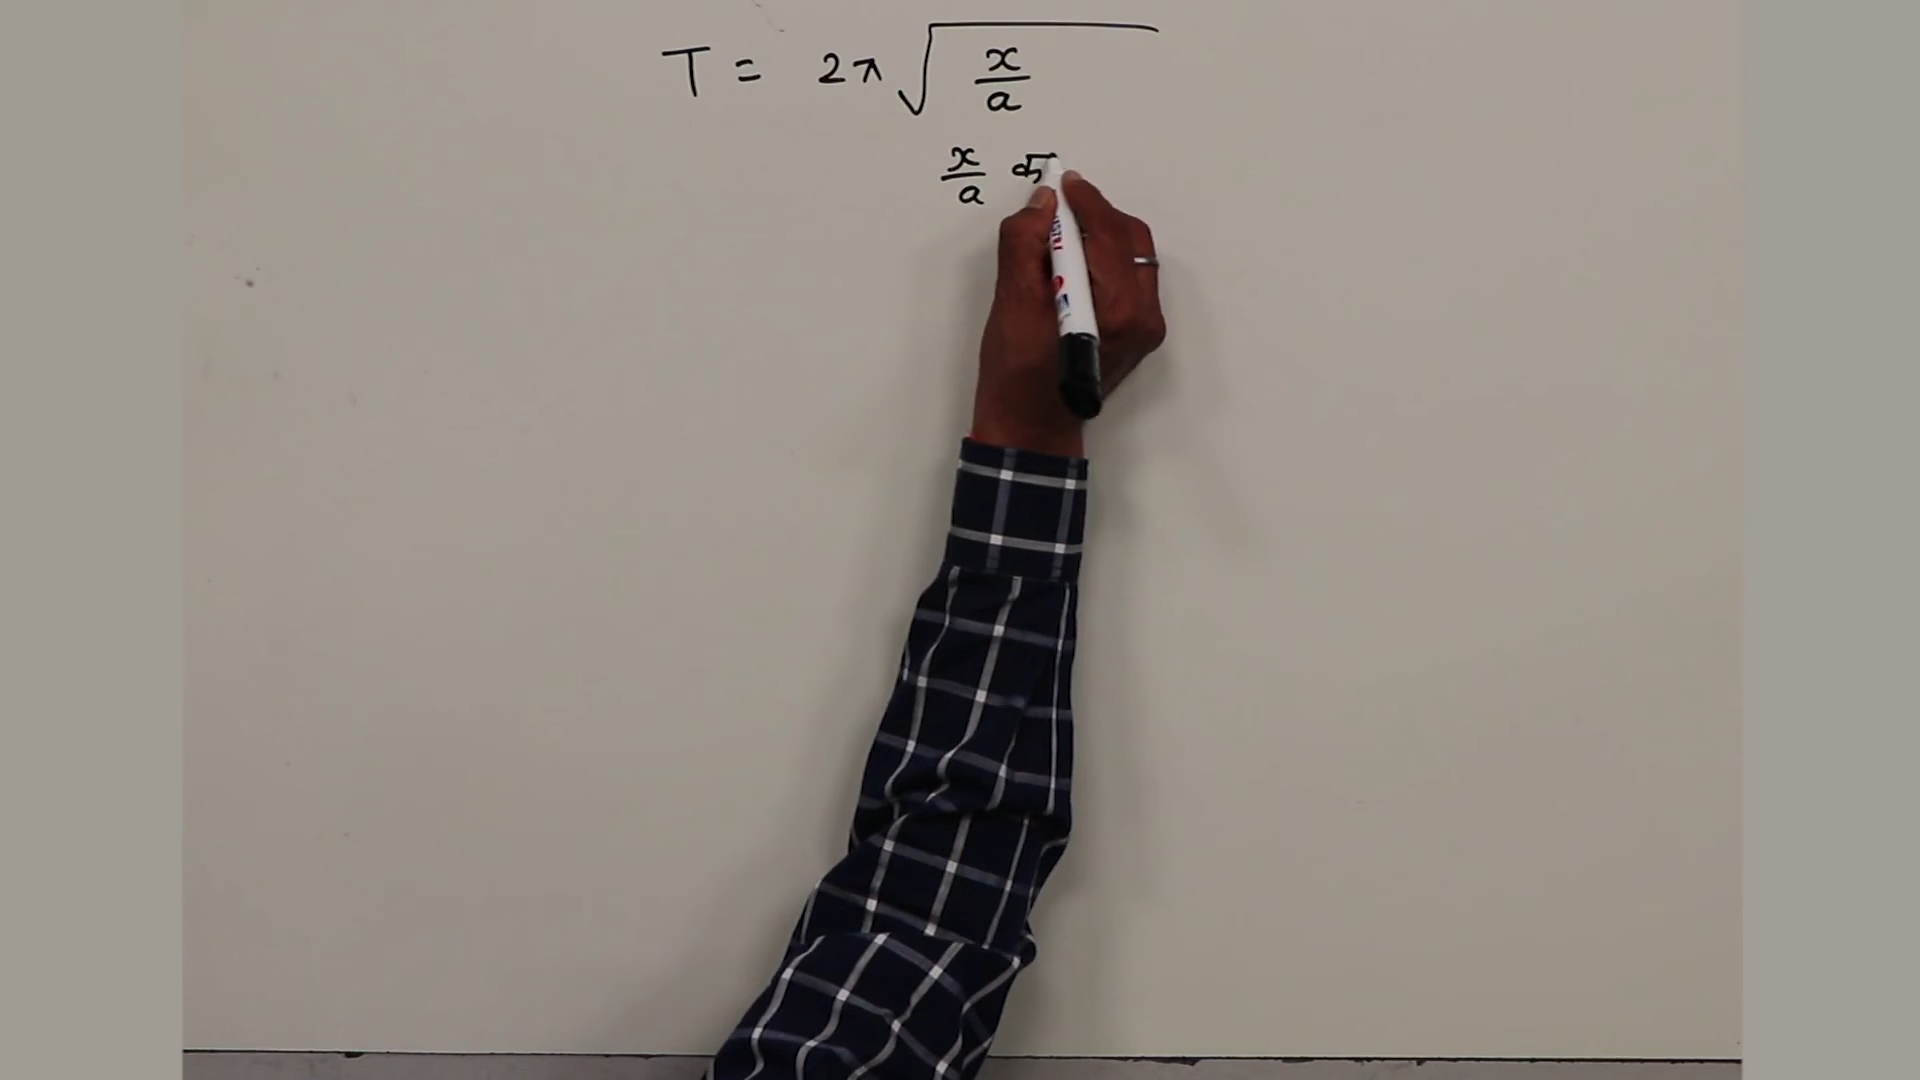 T = 2π √(x/a)
x/a